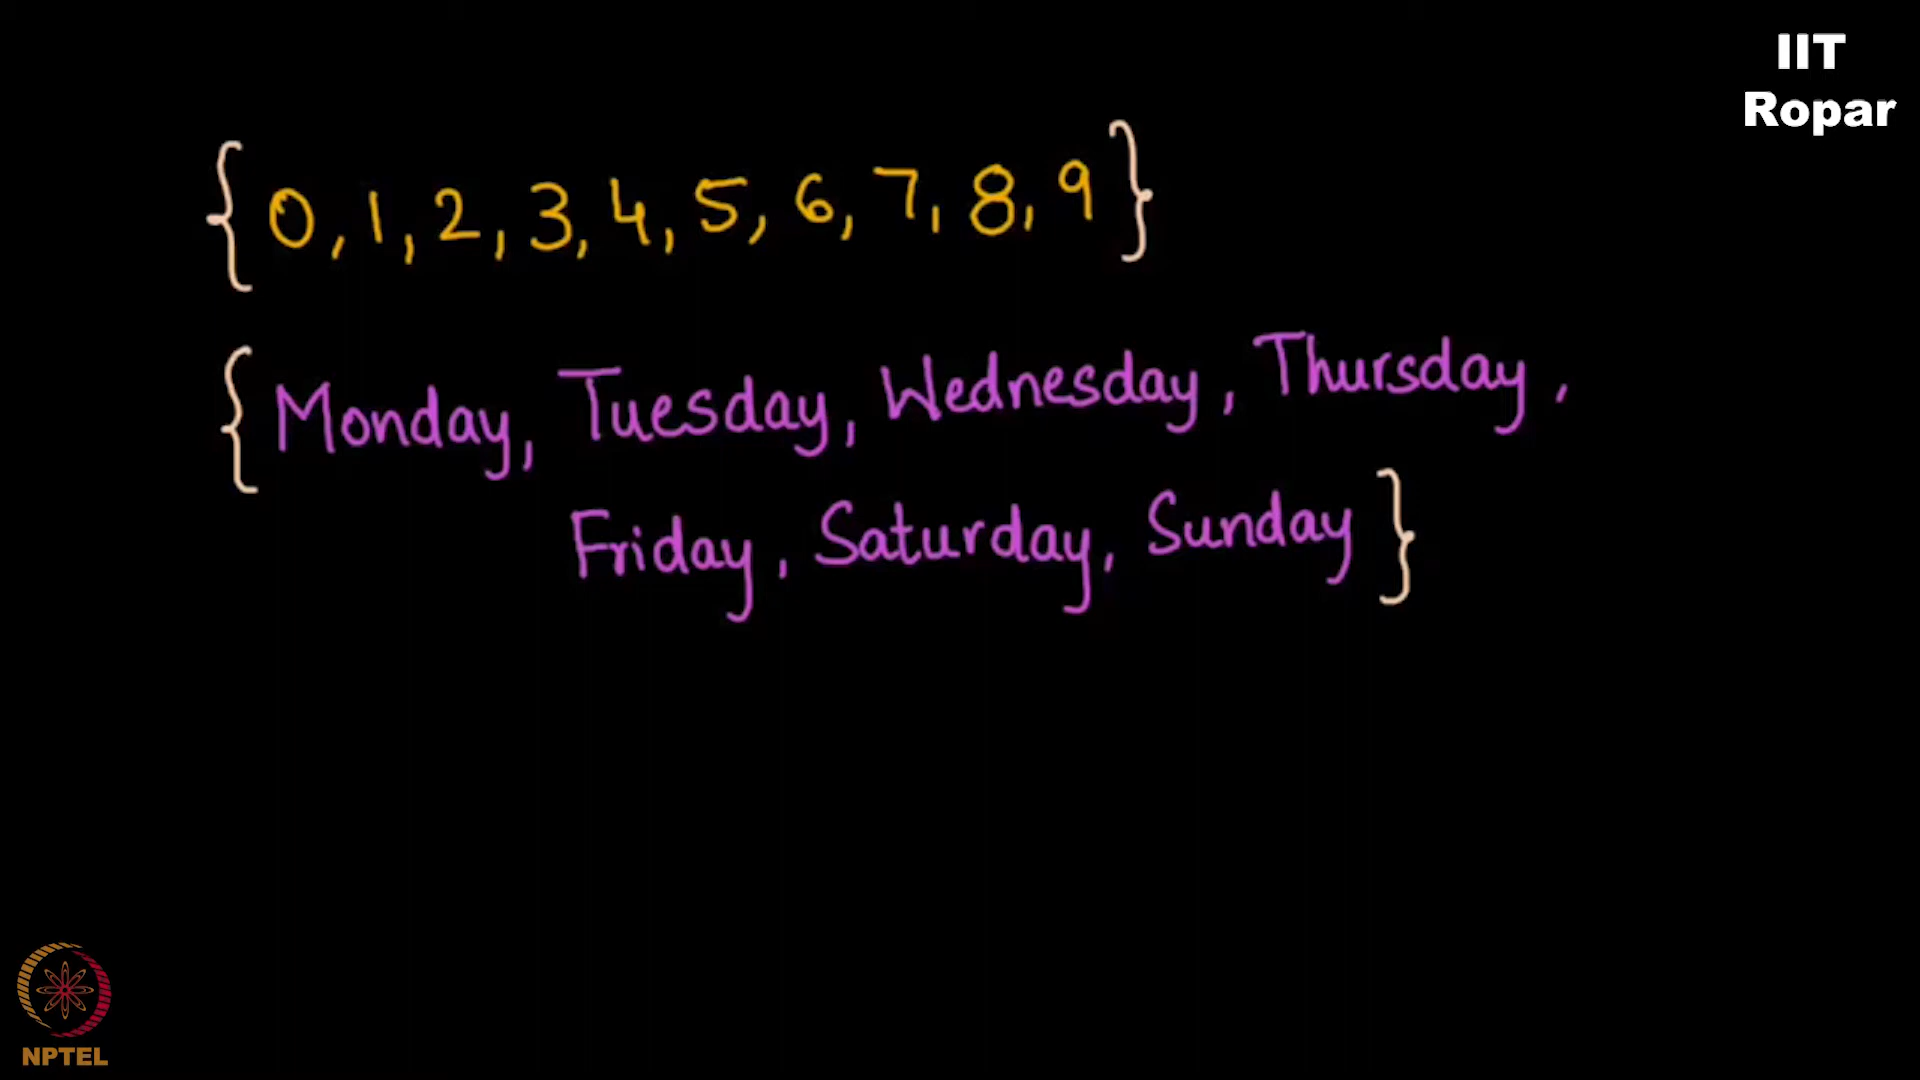 IIT
Ropar
{0, 1, 2, 3, 4, 5, 6, 7, 8, 9}
{Monday, Tuesday, Wednesday, Thursday,
Friday, Saturday, Sunday}
NPTEL